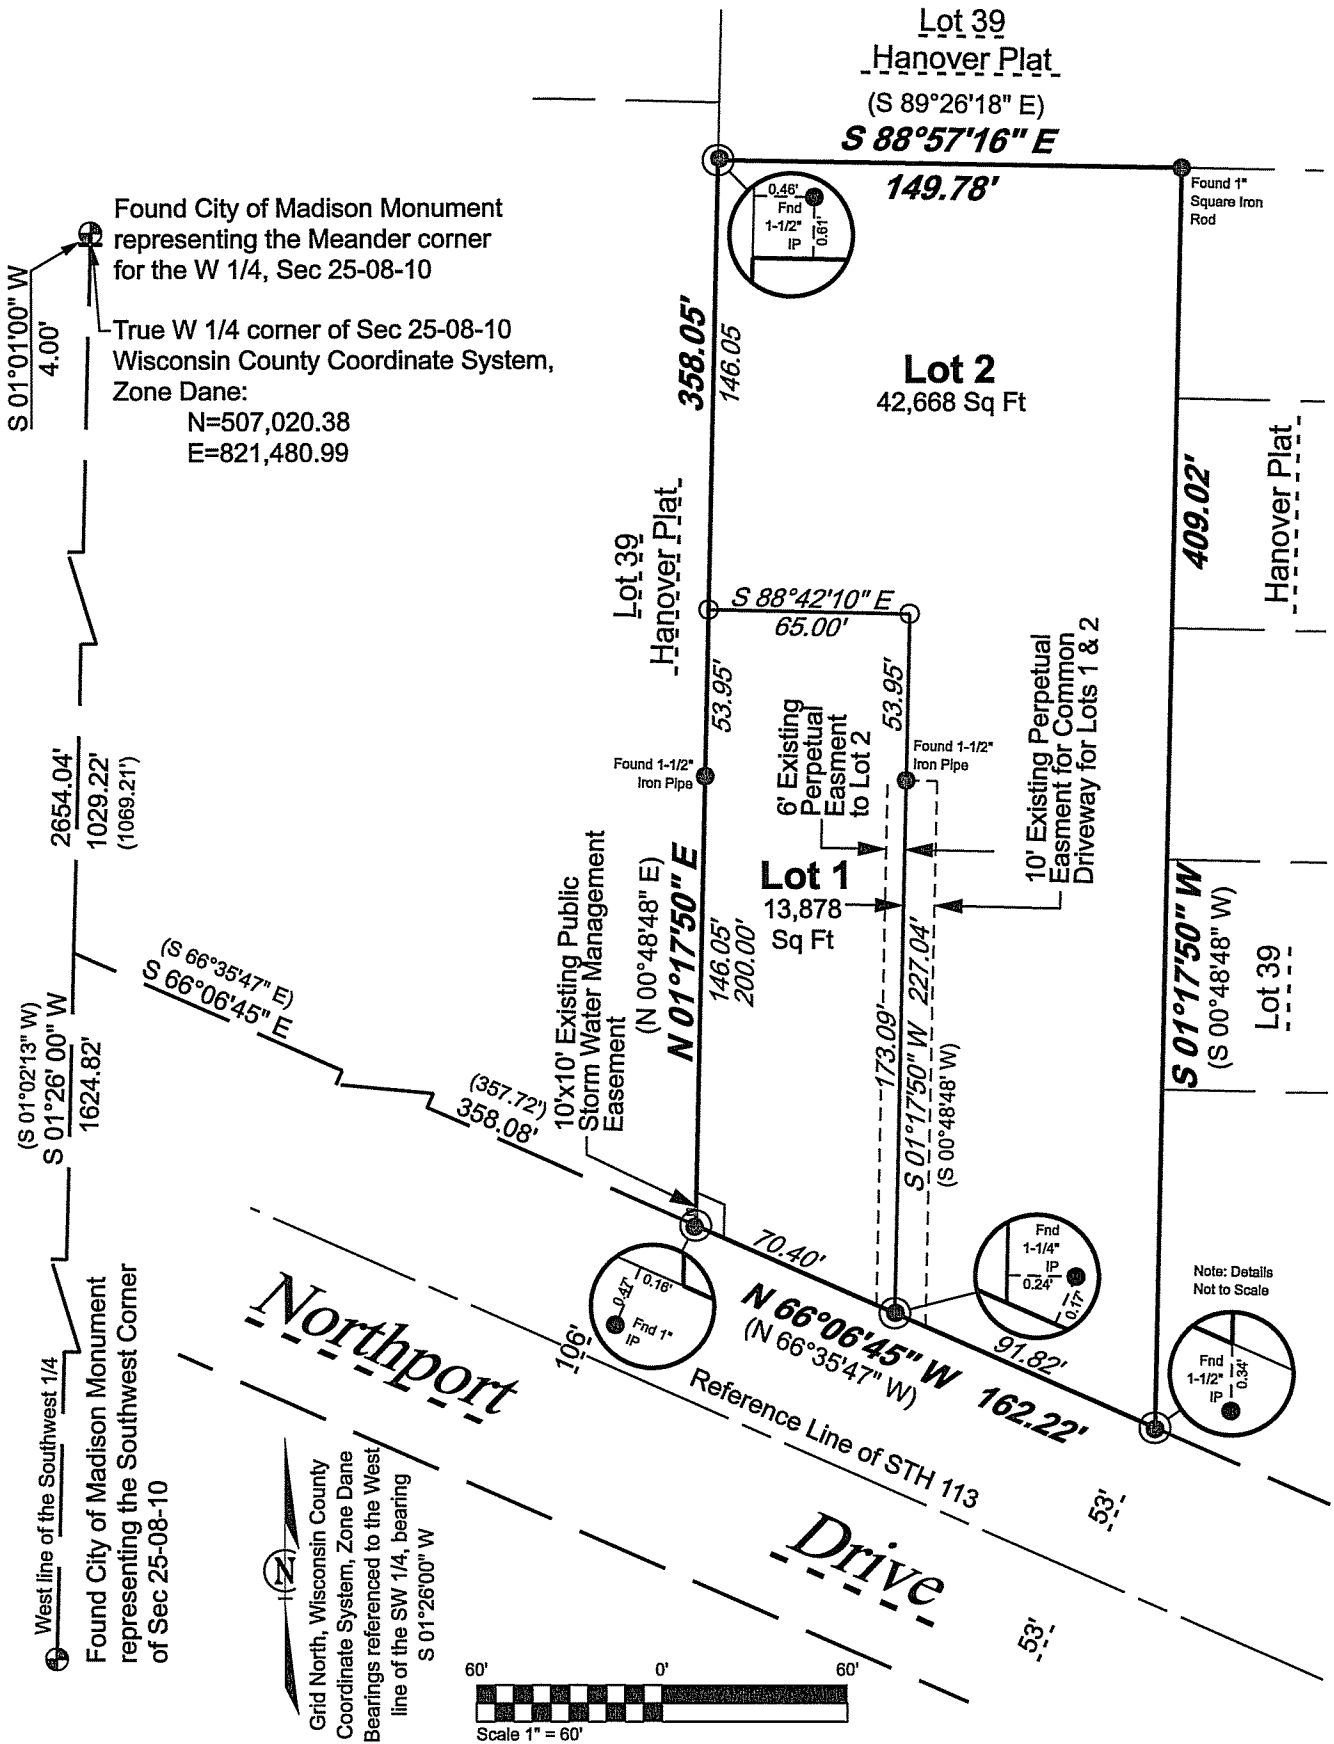 Lot 39
Hanover Plat
(S 89°26'18" E)
S 88°57'16" E
149.78'
Found 1"
Square Iron
Rod
0.46'
Fnd
1-1/2"
IP
0.61'
Found City of Madison Monument
representing the Meander corner
for the W 1/4, Sec 25-08-10
S 01°01'00" W
4.00'
True W 1/4 corner of Sec 25-08-10
Wisconsin County Coordinate System,
Zone Dane:
N=507,020.38
E=821,480.99
358.05'
146.05
Lot 2
42,668 Sq Ft
409.02'
Hanover Plat
Lot 39
Hanover Plat
S 88°42'10" E
65.00'
53.95'
53.95'
6' Existing
Perpetual
Easment
to Lot 2
10' Existing Perpetual
Easment for Common
Driveway for Lots 1 & 2
Found 1-1/2"
Iron Pipe
Found 1-1/2"
Iron Pipe
2654.04'
1029.22'
(1069.21')
Lot 1
13,878
Sq Ft
10'x10' Existing Public
Storm Water Management
Easement
(N 00°48'48" E)
N 01°17'50" E
146.05'
200.00'
173.09'
S 01°17'50" W 227.04'
(S 00°48'48' W)
S 01°17'50" W
(S 00°48'48" W)
Lot 39
(S 66°35'47" E)
S 66°06'45" E
(S 01°02'13" W)
S 01°26' 00" W
1624.82'
(357.72')
358.08'
70.40'
N 66°06'45" W 162.22'
(N 66°35'47" W)
91.82'
0.47'
0.16'
Fnd 1"
IP
Fnd
1-1/4"
IP
0.24'
0.17'
Note: Details
Not to Scale
Fnd
1-1/2"
IP
0.34'
Northport
Drive
106'
Reference Line of STH 113
53'
53'
West line of the Southwest 1/4
Found City of Madison Monument
representing the Southwest Corner
of Sec 25-08-10
N
Grid North, Wisconsin County
Coordinate System, Zone Dane
Bearings referenced to the West
line of the SW 1/4, bearing
S 01°26'00" W
60' 0' 60'
Scale 1" = 60'